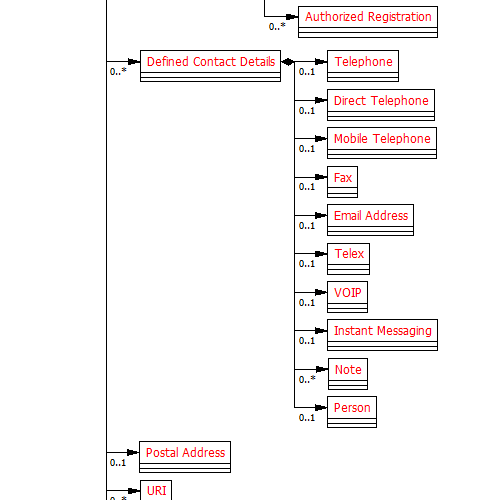 Authorized Registration
0..*
Defined Contact Details
0..*
Telephone
0..1
Direct Telephone
0..1
Mobile Telephone
0..1
Fax
0..1
Email Address
0..1
Telex
0..1
VOIP
0..1
Instant Messaging
0..1
Note
0..*
Person
0..1
Postal Address
0..1
URI
0..*